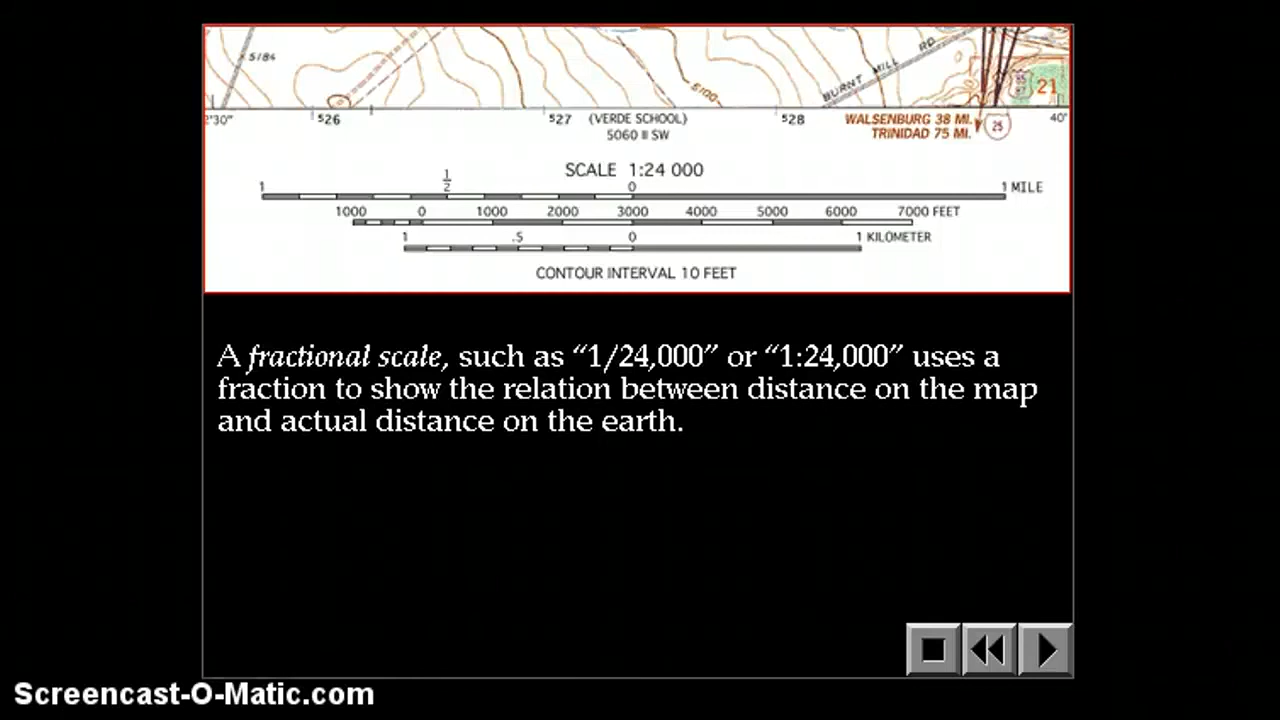 5184
5100
BURNT MILL RD
21
2'30"
526
527
(VERDE SCHOOL)
528
WALSENBURG 38 MI.
25
40'
5060 II SW
TRINIDAD 75 MI.
SCALE 1:24 000
1 1/2 0 1 MILE
1000 0 1000 2000 3000 4000 5000 6000 7000 FEET
1 .5 0 1 KILOMETER
CONTOUR INTERVAL 10 FEET
A fractional scale, such as “1/24,000” or “1:24,000” uses a
fraction to show the relation between distance on the map
and actual distance on the earth.
Screencast-O-Matic.com